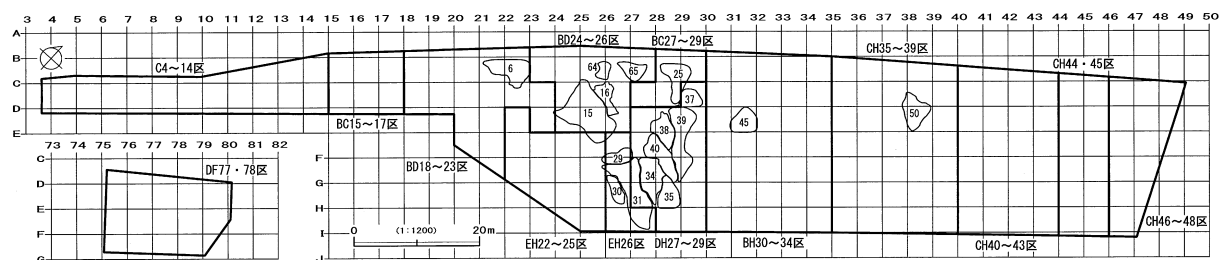 3 4 5 6 7 8 9 10 11 12 13 14 15 16 17 18 19 20 21 22 23 24 25 26 27 28 29 30 31 32 33 34 35 36 37 38 39 40 41 42 43 44 45 46 47 48 49 50
A
BD24～26区 BC27～29区 CH35～39区
B
C4～14区 6 64 65 25 CH44・45区
C
16 37
D
15 38 39 45 50
E
BC15～17区
73 74 75 76 77 78 79 80 81 82
C
DF77・78区 BD18～23区 29 40 F
D
34 G
30 31 35
E
H
F
0 (1:1200) 20m CH46～48区
I
G
EH22～25区 EH26区 DH27～29区 BH30～34区 CH40～43区
J